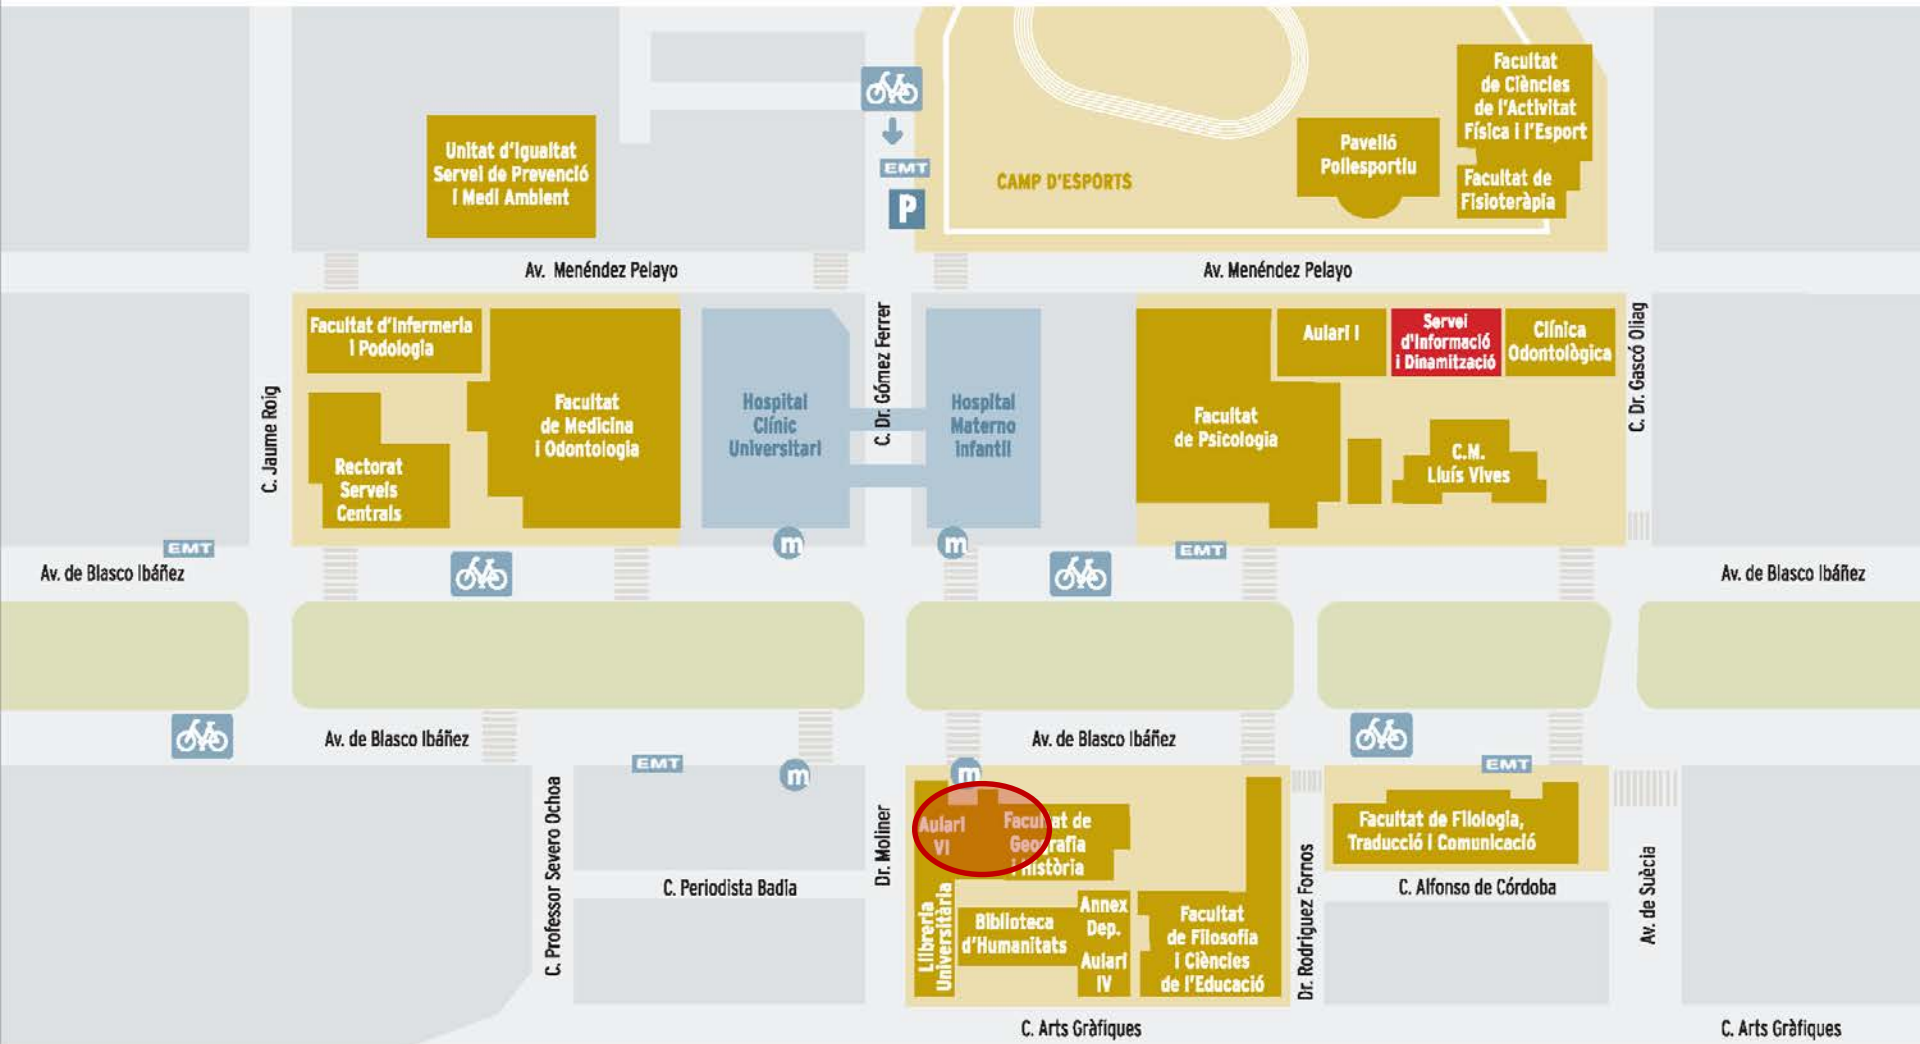 Facultat
de Ciències
de l'Activitat
Física i l'Esport
Unitat d'Igualtat
Servei de Prevenció
i Medi Ambient
EMT
P
CAMP D'ESPORTS
Pavelló
Poliesportiu
Facultat de
Fisioteràpia
Av. Menéndez Pelayo
Av. Menéndez Pelayo
Facultat d'Infermeria
i Podologia
C. Jaume Roig
Rectorat
Serveis
Centrals
Facultat
de Medicina
i Odontologia
Hospital
Clínic
Universitari
C. Dr. Gómez Ferrer
Hospital
Materno
infantil
Facultat
de Psicologia
Aulari I
Servei
d'Informació
i Dinamització
Clínica
Odontològica
C.M.
Lluís Vives
C. Dr. Gascó Oliag
EMT
m
m
EMT
Av. de Blasco Ibáñez
Av. de Blasco Ibáñez
Av. de Blasco Ibáñez
Av. de Blasco Ibáñez
EMT
m
m
EMT
C. Professor Severo Ochoa
C. Periodista Badia
Dr. Moliner
Aulari
VI
Facultat de
Geografia
i Història
Llibreria
Universitària
Biblioteca
d'Humanitats
Annex
Dep.
Aulari
IV
Facultat
de Filosofia
i Ciències
de l'Educació
Dr. Rodriguez Fornos
Facultat de Filologia,
Traducció i Comunicació
C. Alfonso de Córdoba
Av. de Suècia
C. Arts Gràfiques
C. Arts Gràfiques